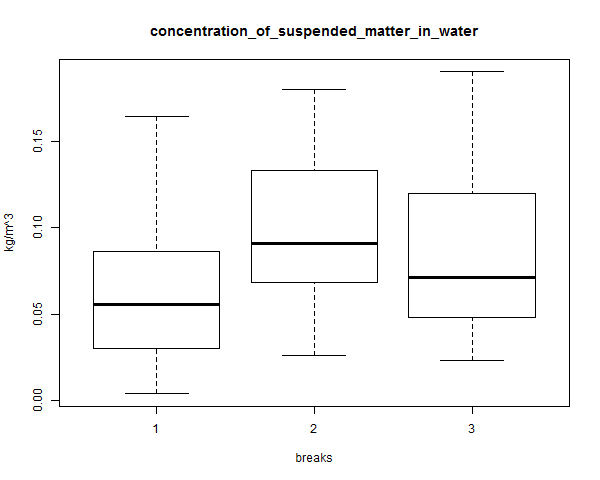 concentration_of_suspended_matter_in_water
kg/m^3
0.15
0.10
0.05
0.00
1 2 3
breaks